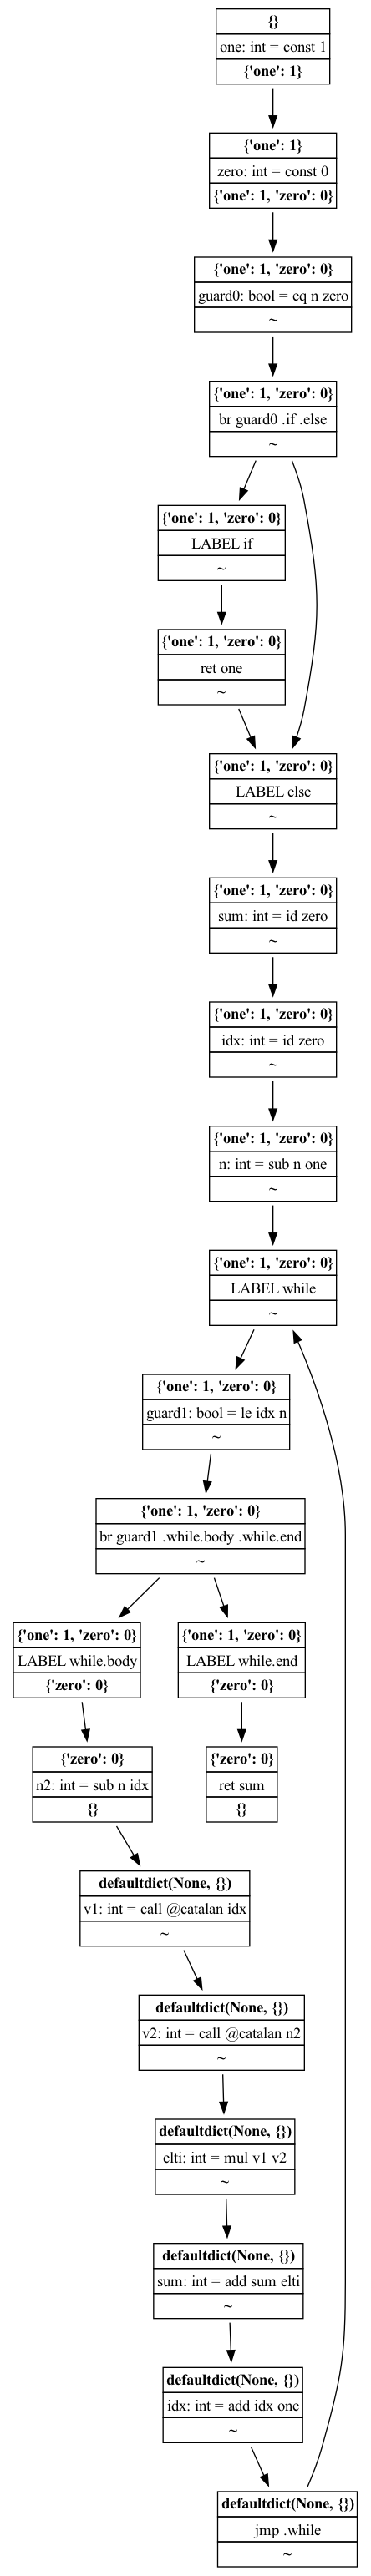 {}
one: int = const 1
{'one': 1}
{'one': 1}
zero: int = const 0
{'one': 1, 'zero': 0}
{'one': 1, 'zero': 0}
guard0: bool = eq n zero
~
{'one': 1, 'zero': 0}
br guard0 .if .else
~
{'one': 1, 'zero': 0}
LABEL if
~
{'one': 1, 'zero': 0}
ret one
~
{'one': 1, 'zero': 0}
LABEL else
~
{'one': 1, 'zero': 0}
sum: int = id zero
~
{'one': 1, 'zero': 0}
idx: int = id zero
~
{'one': 1, 'zero': 0}
n: int = sub n one
~
{'one': 1, 'zero': 0}
LABEL while
~
{'one': 1, 'zero': 0}
guard1: bool = le idx n
~
{'one': 1, 'zero': 0}
br guard1 .while.body .while.end
~
{'one': 1, 'zero': 0}
LABEL while.body
{'zero': 0}
{'one': 1, 'zero': 0}
LABEL while.end
{'zero': 0}
{'zero': 0}
n2: int = sub n idx
{}
{'zero': 0}
ret sum
{}
defaultdict(None, {})
v1: int = call @catalan idx
~
defaultdict(None, {})
v2: int = call @catalan n2
~
defaultdict(None, {})
elti: int = mul v1 v2
~
defaultdict(None, {})
sum: int = add sum elti
~
defaultdict(None, {})
idx: int = add idx one
~
defaultdict(None, {})
jmp .while
~